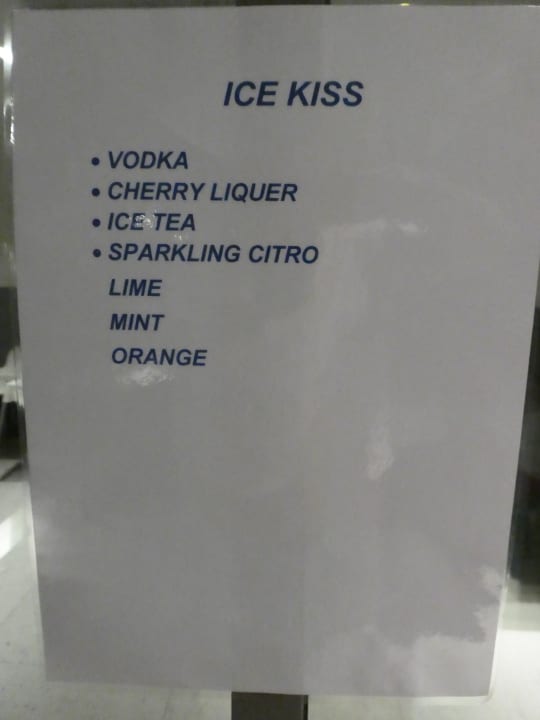 ICE KISS
• VODKA
• CHERRY LIQUER
• ICE TEA
• SPARKLING CITRO
LIME
MINT
ORANGE